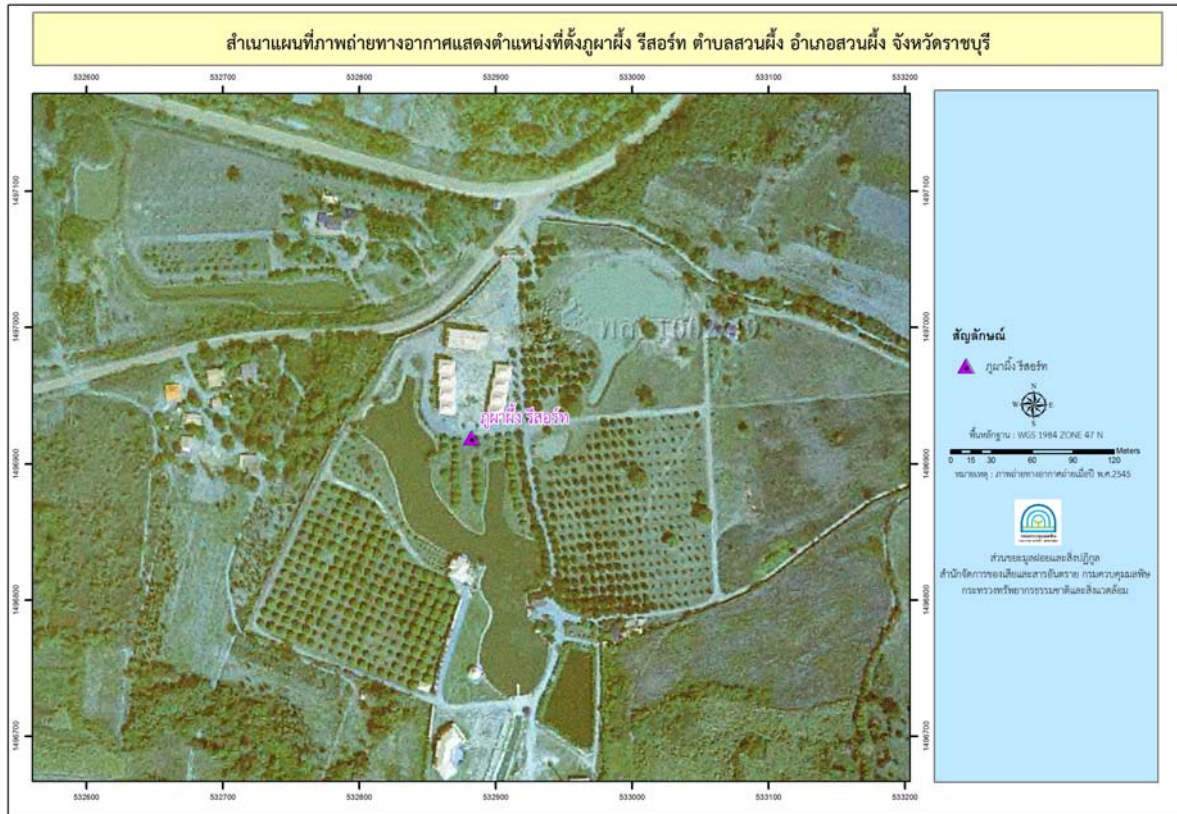 สำเนาแผนที่ภาพถ่ายทางอากาศแสดงตำแหน่งที่ตั้งภูผาผึ้ง รีสอร์ท ตำบลสวนผึ้ง อำเภอสวนผึ้ง จังหวัดราชบุรี
532600 532700 532800 532900 533000 533100 533200
1497100 1497100
1497000 1497000
ภูผาผึ้ง รีสอร์ท
1496900 1496900
1496800 1496800
1496700 1496700
532600 532700 532800 532900 533000 533100 533200
สัญลักษณ์
ภูผาผึ้ง รีสอร์ท
N
W E
S
พื้นหลักฐาน : WGS 1984 ZONE 47 N
Meters
0 15 30 60 90 120
หมายเหตุ : ภาพถ่ายทางอากาศถ่ายเมื่อปี พ.ศ.2545
ส่วนขยะมูลฝอยและสิ่งปฏิกูล
สำนักจัดการของเสียและสารอันตราย กรมควบคุมมลพิษ
กระทรวงทรัพยากรธรรมชาติและสิ่งแวดล้อม